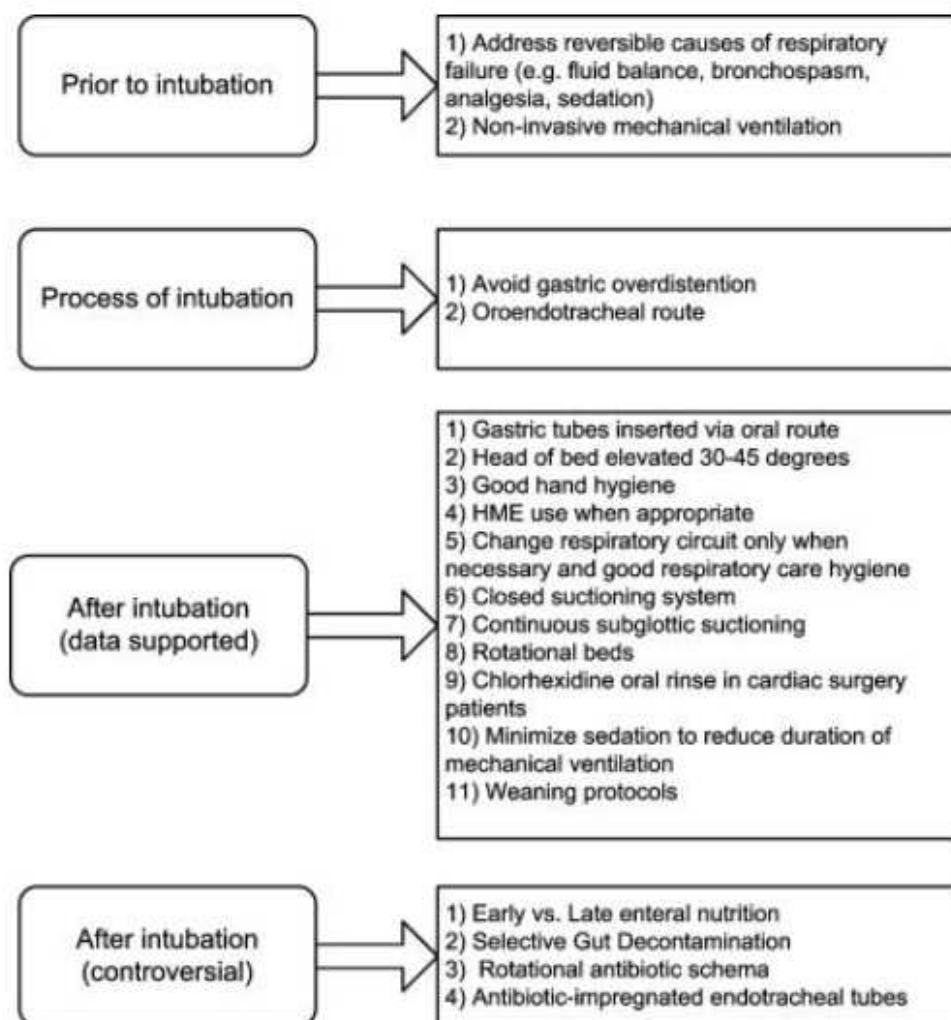 Prior to intubation
1) Address reversible causes of respiratory
failure (e.g. fluid balance, bronchospasm,
analgesia, sedation)
2) Non-invasive mechanical ventilation
Process of intubation
1) Avoid gastric overdistention
2) Oroendotracheal route
After intubation
(data supported)
1) Gastric tubes inserted via oral route
2) Head of bed elevated 30-45 degrees
3) Good hand hygiene
4) HME use when appropriate
5) Change respiratory circuit only when
necessary and good respiratory care hygiene
6) Closed suctioning system
7) Continuous subglottic suctioning
8) Rotational beds
9) Chlorhexidine oral rinse in cardiac surgery
patients
10) Minimize sedation to reduce duration of
mechanical ventilation
11) Weaning protocols
After intubation
(controversial)
1) Early vs. Late enteral nutrition
2) Selective Gut Decontamination
3) Rotational antibiotic schema
4) Antibiotic-impregnated endotracheal tubes